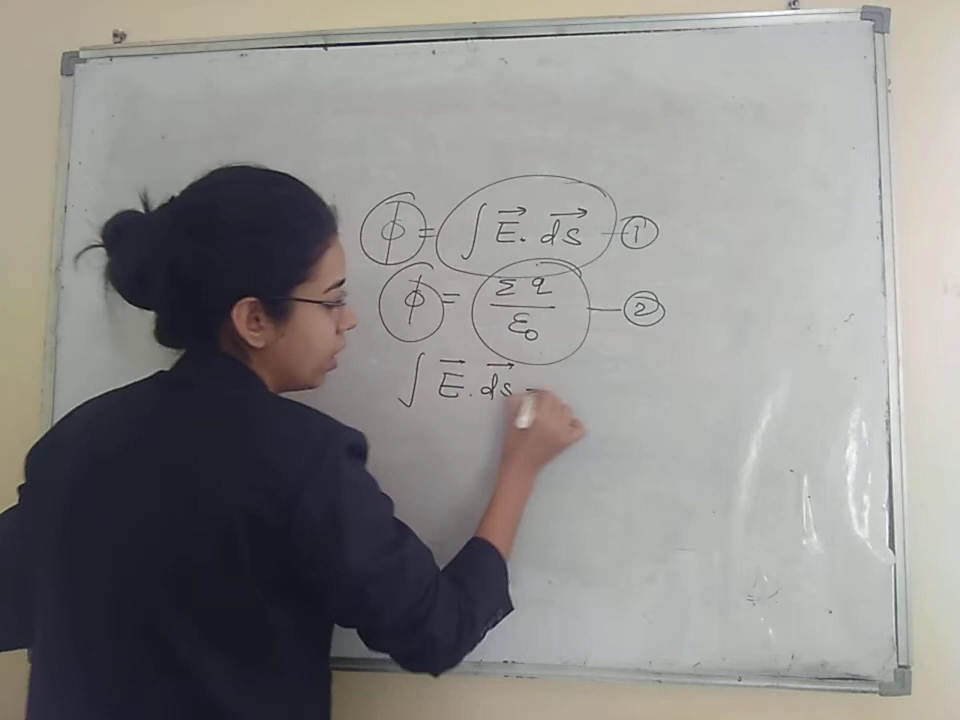 ϕ = ∫ E⃗. ds⃗ — ①
ϕ = Σq/ε₀ — ②
∫ E⃗. ds⃗ =